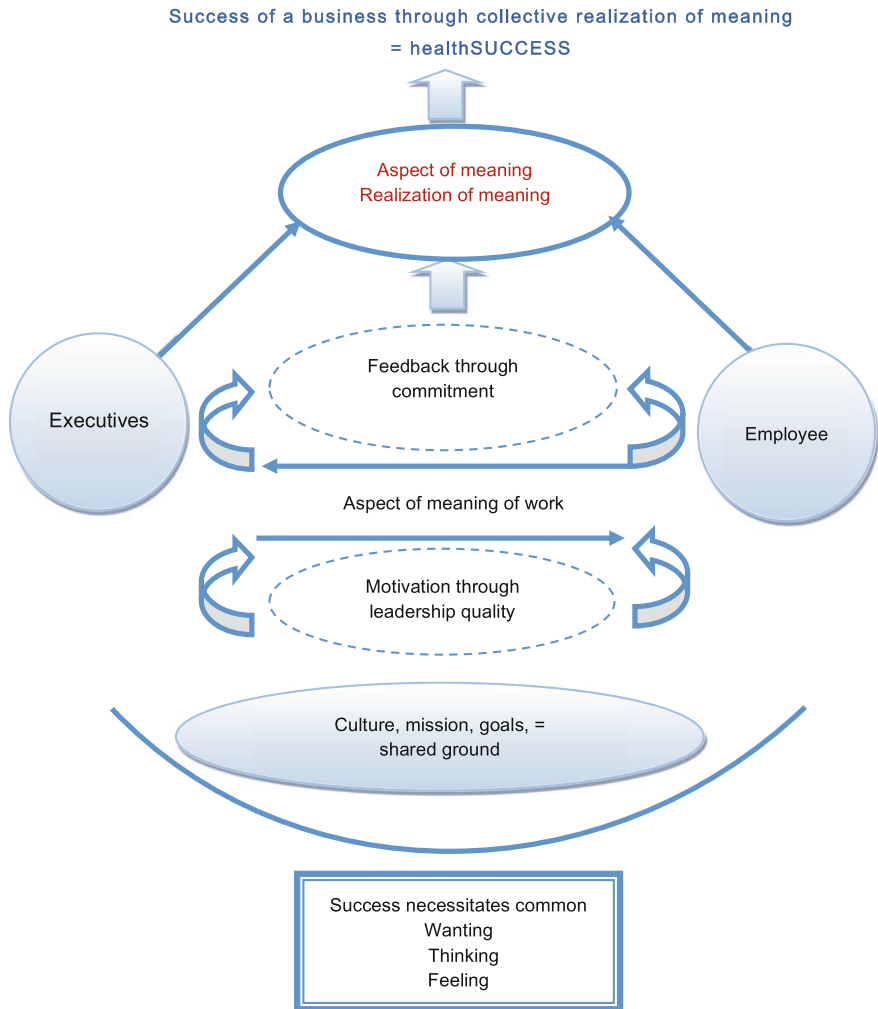 Success of a business through collective realization of meaning
= healthSUCCESS
Aspect of meaning
Realization of meaning
Feedback through
commitment
Executives
Employee
Aspect of meaning of work
Motivation through
leadership quality
Culture, mission, goals, =
shared ground
Success necessitates common
Wanting
Thinking
Feeling